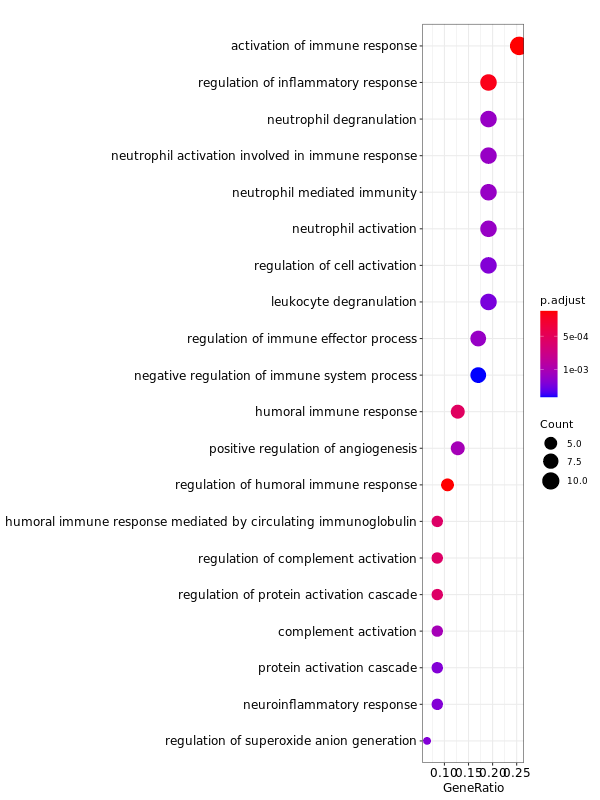 activation of immune response
regulation of inflammatory response
neutrophil degranulation
neutrophil activation involved in immune response
neutrophil mediated immunity
neutrophil activation
regulation of cell activation
leukocyte degranulation
regulation of immune effector process
negative regulation of immune system process
humoral immune response
positive regulation of angiogenesis
regulation of humoral immune response
humoral immune response mediated by circulating immunoglobulin
regulation of complement activation
regulation of protein activation cascade
complement activation
protein activation cascade
neuroinflammatory response
regulation of superoxide anion generation
0.10 0.15 0.20 0.25
GeneRatio
p.adjust
5e-04
1e-03
Count
5.0
7.5
10.0